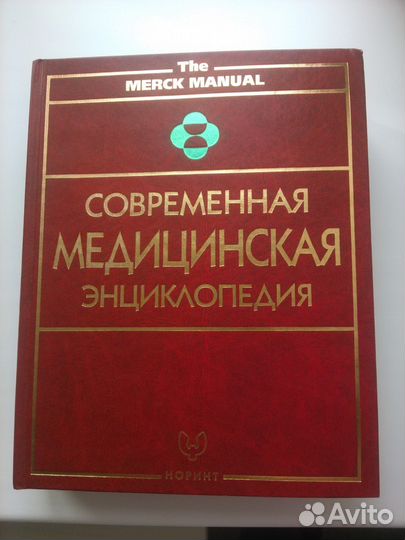 The
MERCK MANUAL
СОВРЕМЕННАЯ
МЕДИЦИНСКАЯ
ЭНЦИКЛОПЕДИЯ
НОРИНТ
Avito